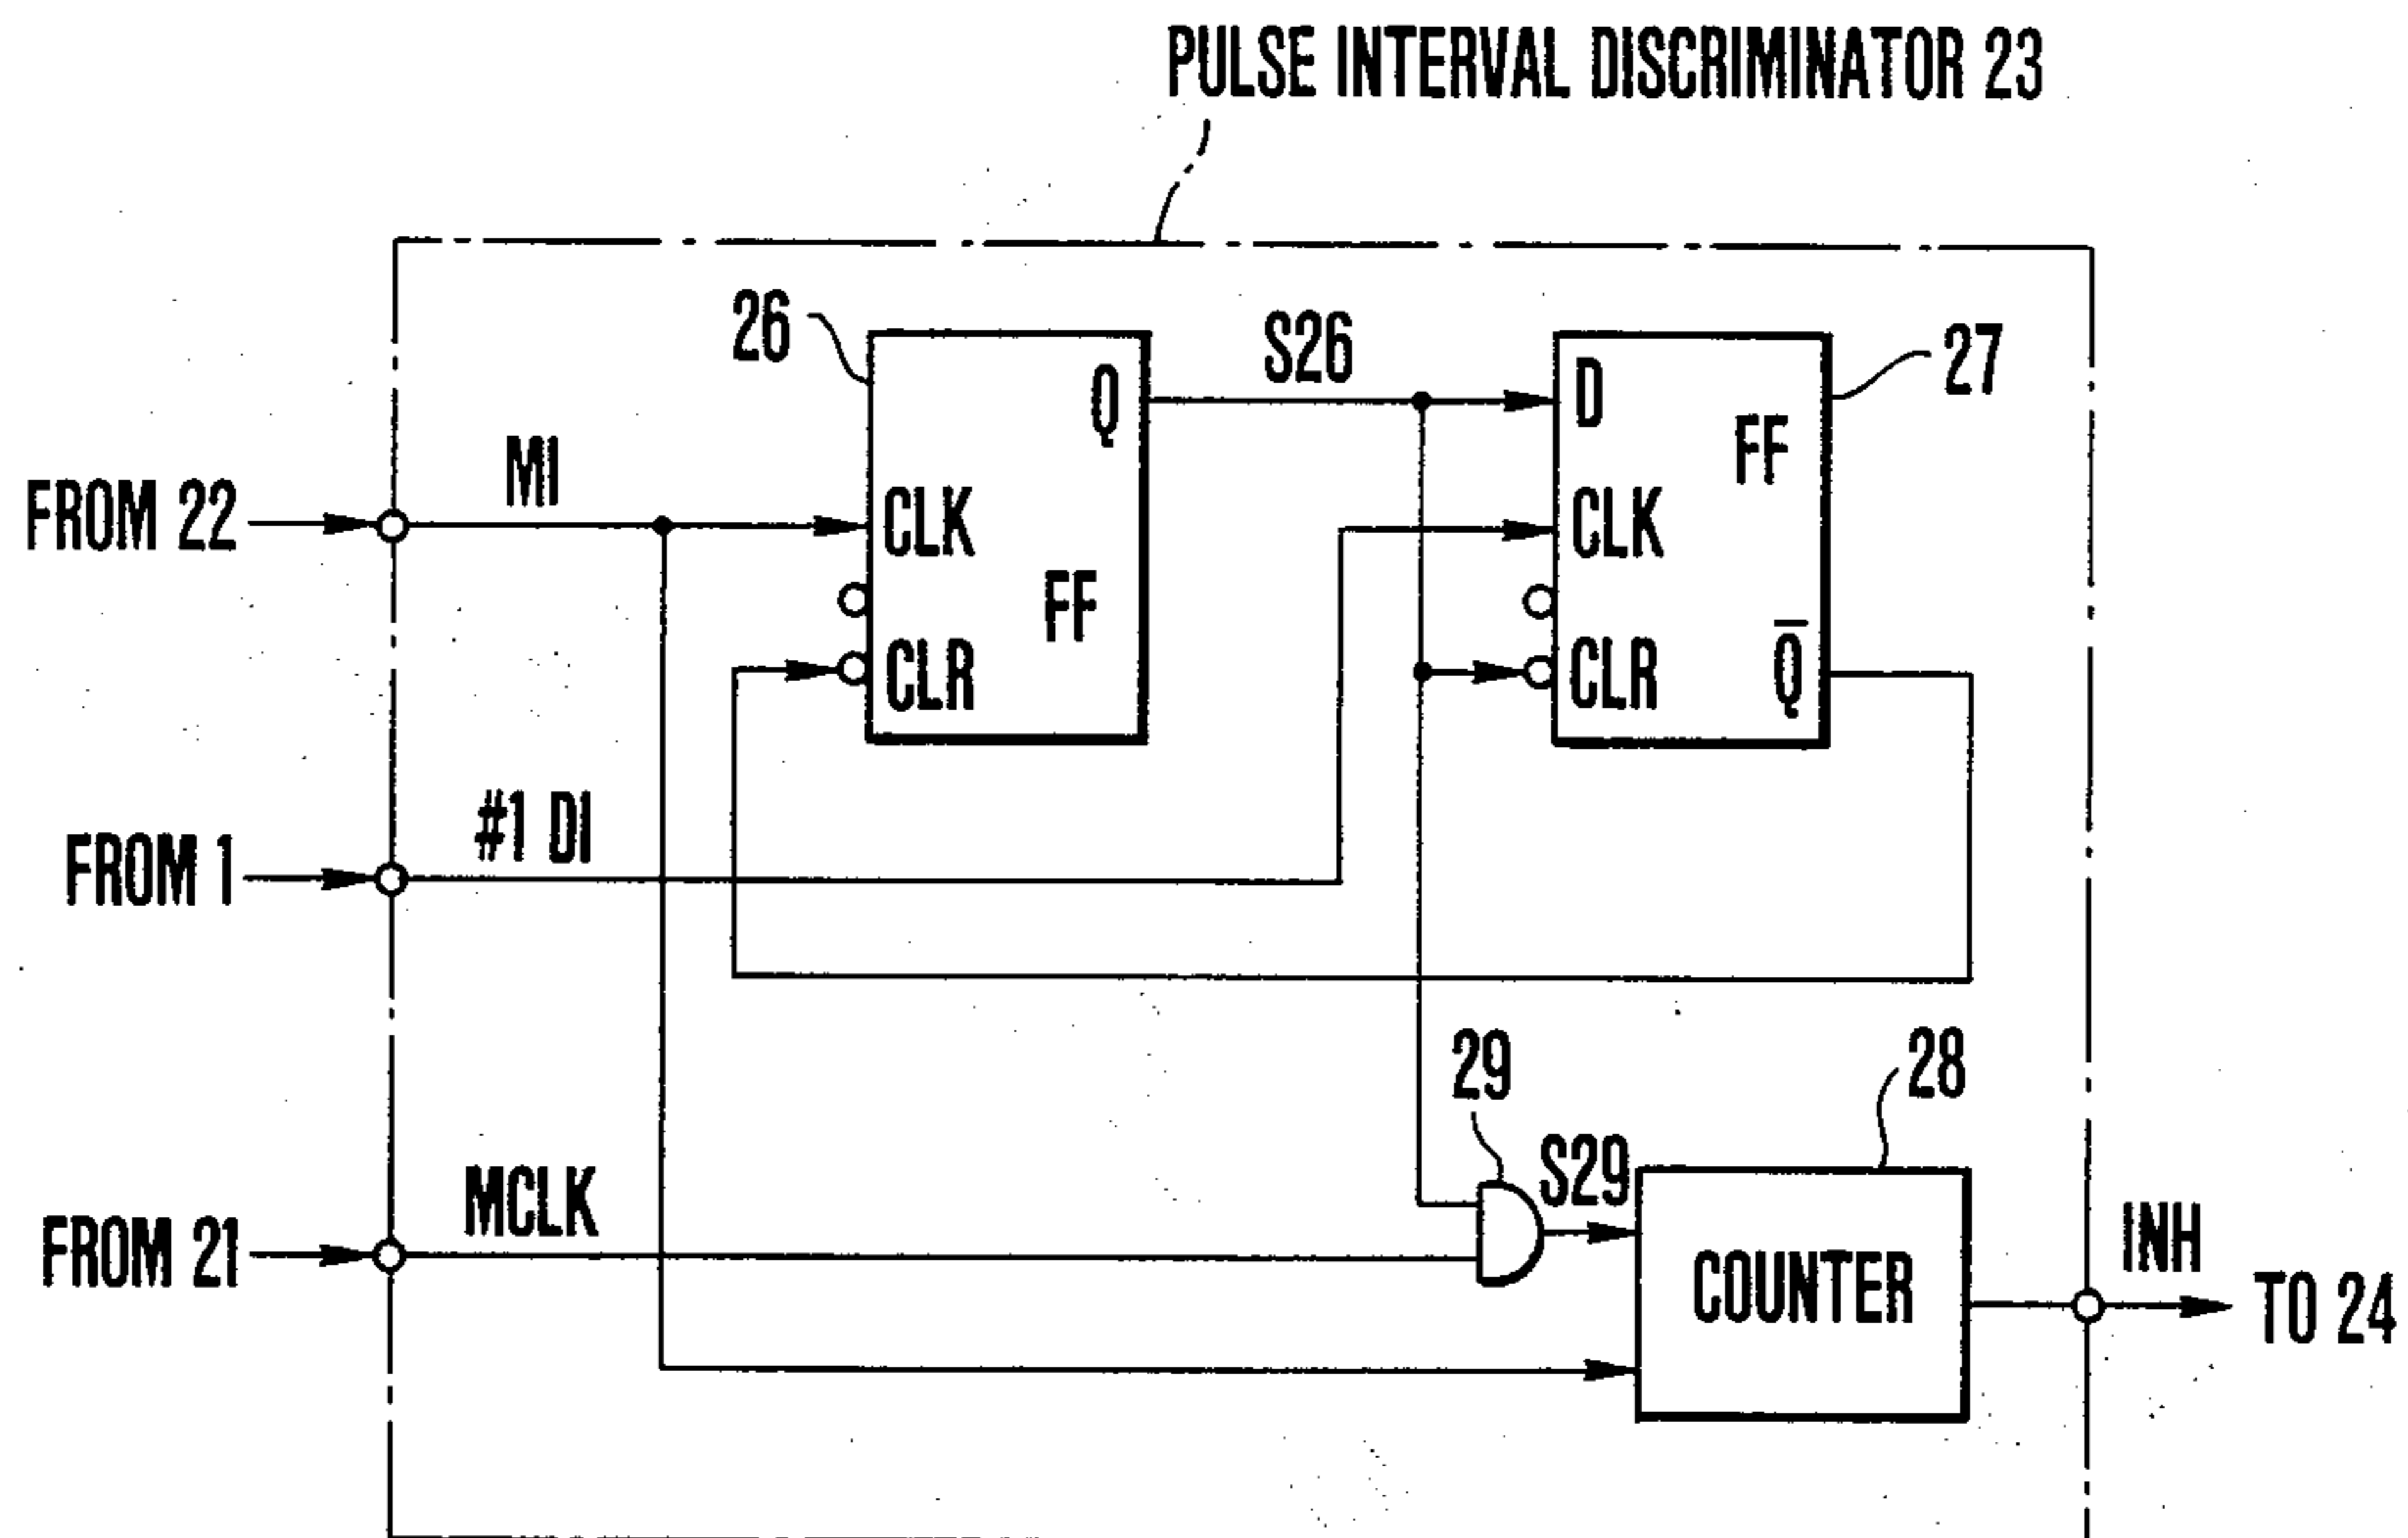 PULSE INTERVAL DISCRIMINATOR 23
26
S26
27
Q
D
FF
MI
FROM 22
CLK
CLK
FF
CLR
CLR
Q̅
#1 DI
FROM 1
29
28
S29
MCLK
FROM 21
COUNTER
INH
TO 24